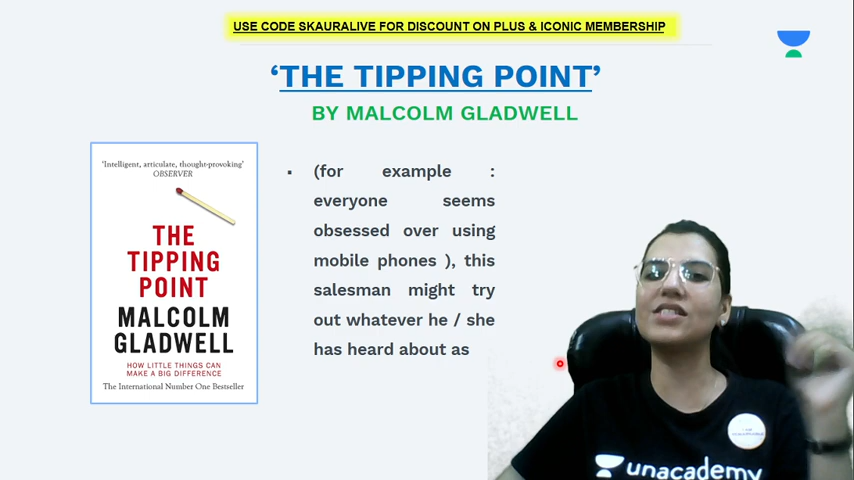 USE CODE SKAURALIVE FOR DISCOUNT ON PLUS & ICONIC MEMBERSHIP
‘THE TIPPING POINT’
BY MALCOLM GLADWELL
'Intelligent, articulate, thought-provoking'
OBSERVER
THE
TIPPING
POINT
MALCOLM
GLADWELL
HOW LITTLE THINGS CAN
MAKE A BIG DIFFERENCE
The International Number One Bestseller
▪ (for example :
everyone seems
obsessed over using
mobile phones ), this
salesman might try
out whatever he / she
has heard about as
unacademy